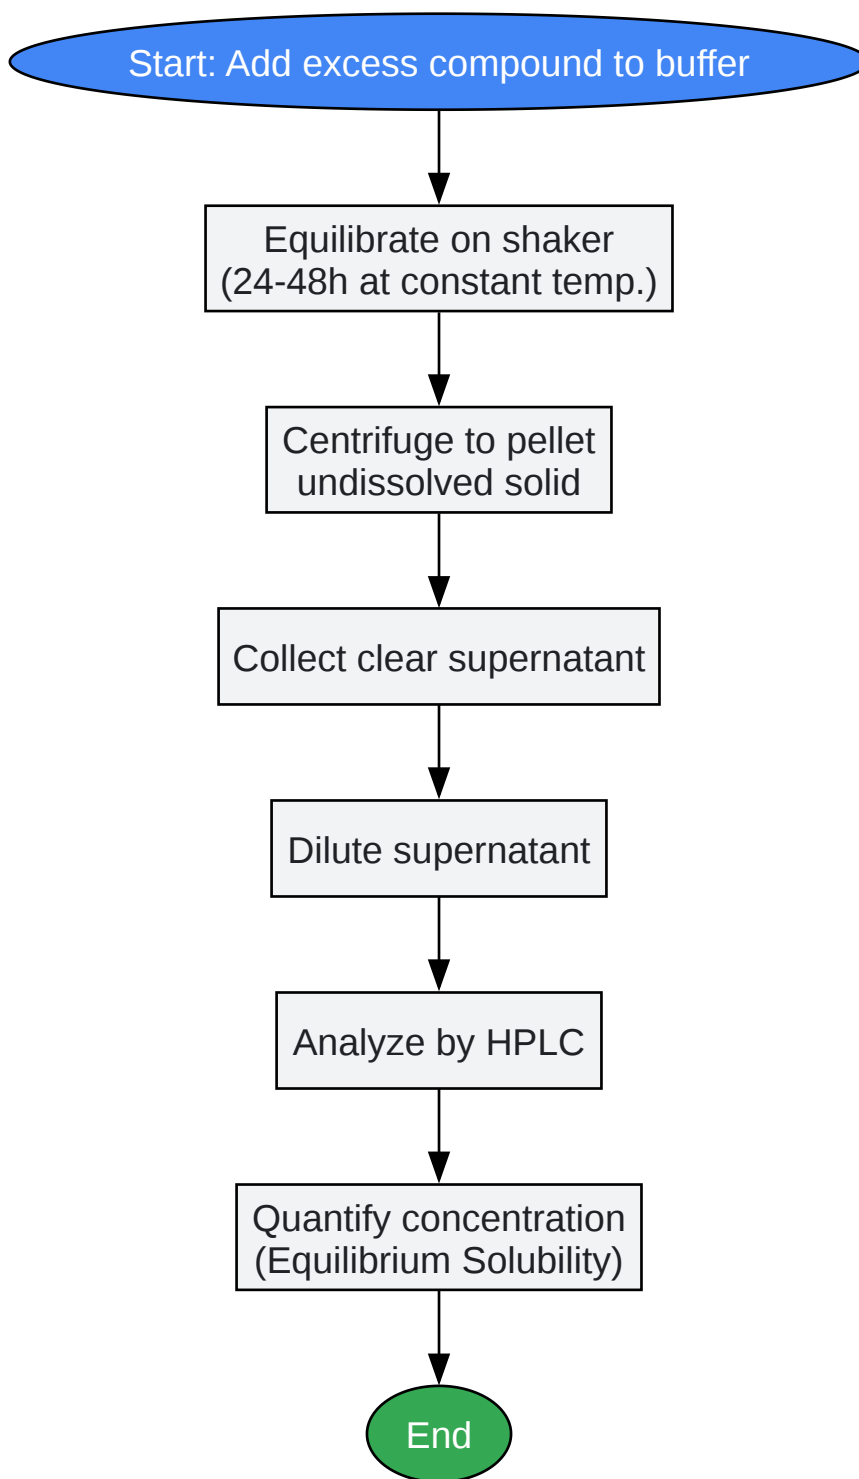 Start: Add excess compound to buffer
Equilibrate on shaker
(24-48h at constant temp.)
Centrifuge to pellet
undissolved solid
Collect clear supernatant
Dilute supernatant
Analyze by HPLC
Quantify concentration
(Equilibrium Solubility)
End